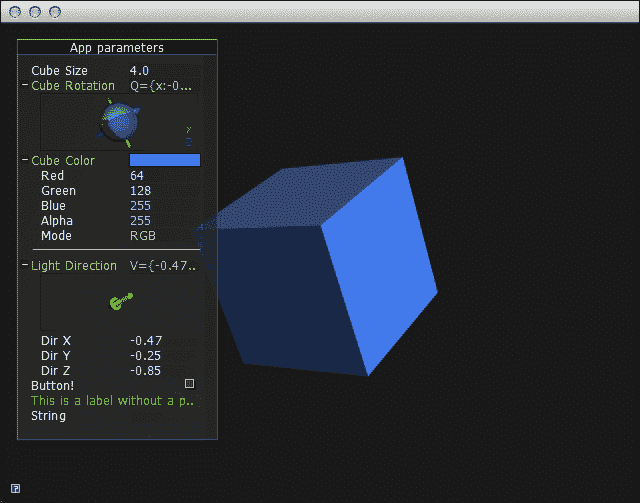 App parameters
Cube Size 4.0
Cube Rotation Q={x:-0...
Y
Cube Color
Red 64
Green 128
Blue 255
Alpha 255
Mode RGB
Light Direction V={-0.47..
Dir X -0.47
Dir Y -0.25
Dir Z -0.85
Button!
This is a label without a p..
String
?